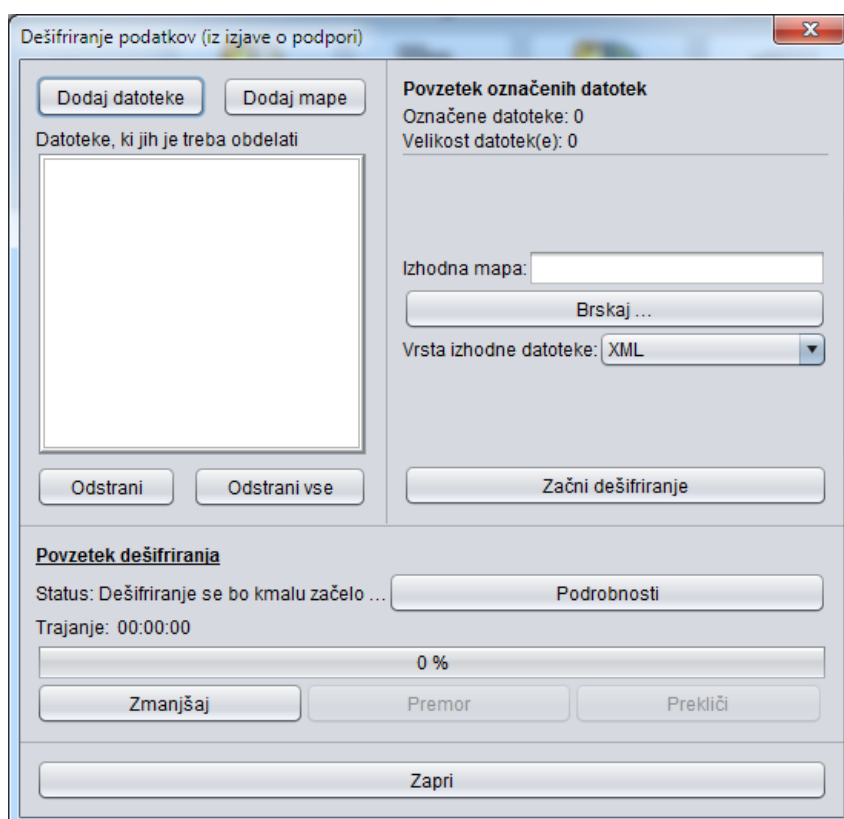 Dešifriranje podatkov (iz izjave o podpori)
Dodaj datoteke
Dodaj mape
Datoteke, ki jih je treba obdelati
Odstrani
Odstrani vse
Povzetek označenih datotek
Označene datoteke: 0
Velikost datotek(e): 0
Izhodna mapa:
Brskaj ...
Vrsta izhodne datoteke: XML
Začni dešifriranje
Povzetek dešifriranja
Status: Dešifriranje se bo kmalu začelo ...
Podrobnosti
Trajanje: 00:00:00
0 %
Zmanjšaj
Premor
Prekliči
Zapri